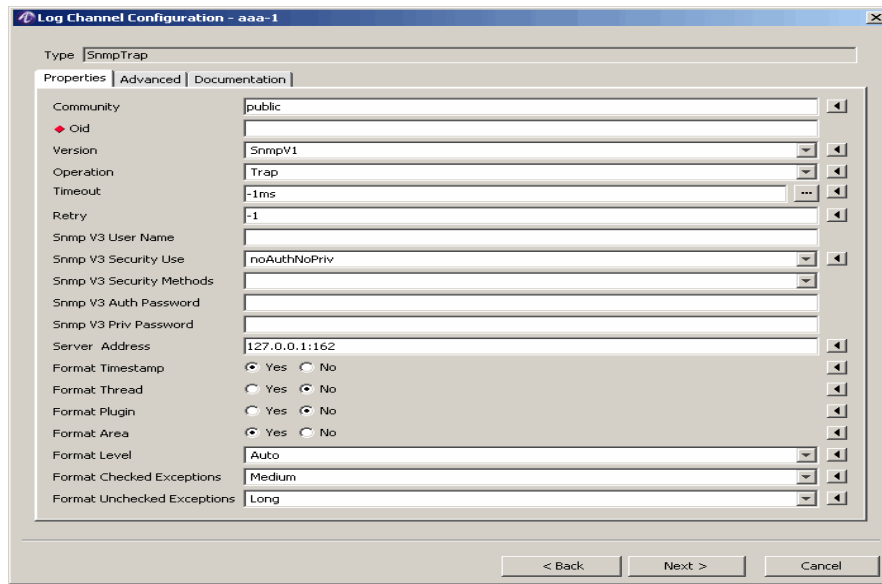 Log Channel Configuration - aaa-1
Type SnmpTrap
Properties Advanced Documentation
Community public
Oid
Version SnmpV1
Operation Trap
Timeout -1ms ...
Retry -1
Snmp V3 User Name
Snmp V3 Security Use noAuthNoPriv
Snmp V3 Security Methods
Snmp V3 Auth Password
Snmp V3 Priv Password
Server Address 127.0.0.1:162
Format Timestamp Yes No
Format Thread Yes No
Format Plugin Yes No
Format Area Yes No
Format Level Auto
Format Checked Exceptions Medium
Format Unchecked Exceptions Long
< Back Next > Cancel